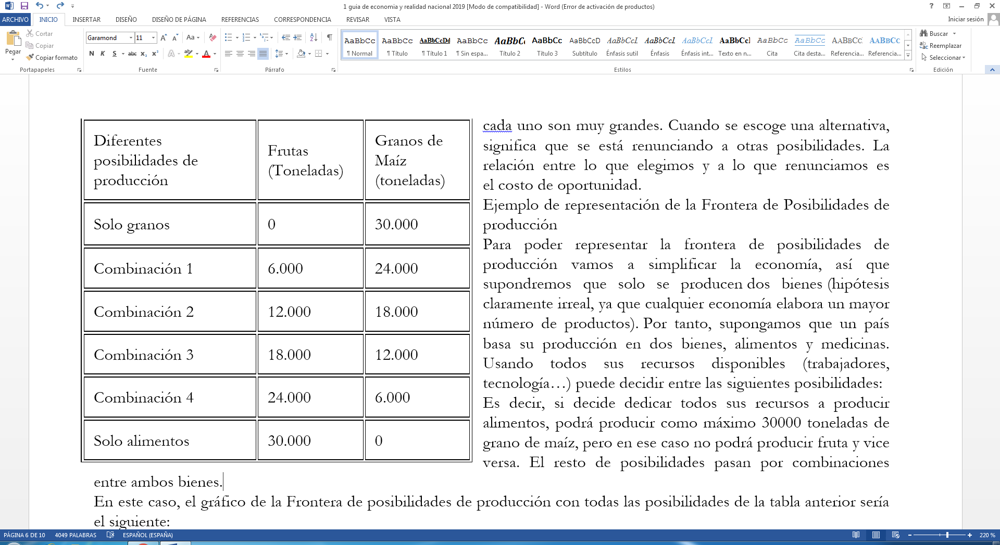 1 guia de economia y realidad nacional 2019 [Modo de compatibilidad] - Word (Error de activación de productos)
ARCHIVO INICIO INSERTAR DISEÑO DISEÑO DE PÁGINA REFERENCIAS CORRESPONDENCIA REVISAR VISTA Iniciar sesión
Pegar
Cortar
Copiar
Copiar formato
Portapapeles
Garamond 11
N K S abc x₂ x²
Fuente
Párrafo
AaBbCc AaBbCc AaBbCcDd AaBbCc AaBbC AaBbCc AaBbCcD AaBbCcI AaBbCcI AaBbCcI AaBbCcI AaBbCc AaBbCc AABBCC AABBCC
¶ Normal ¶ Título ¶ Título 1 ¶ Sin espa... Título 2 Título 3 Subtítulo Énfasis sutil Énfasis Énfasis int... Texto en n... Cita Cita desta... Referencia... Referencia...
Estilos
Buscar
Reemplazar
Seleccionar
Edición
Diferentes
posibilidades de
producción
Frutas
(Toneladas)
Granos de
Maíz
(toneladas)
Solo granos 0 30.000
Combinación 1 6.000 24.000
Combinación 2 12.000 18.000
Combinación 3 18.000 12.000
Combinación 4 24.000 6.000
Solo alimentos 30.000 0
cada uno son muy grandes. Cuando se escoge una alternativa,
significa que se está renunciando a otras posibilidades. La
relación entre lo que elegimos y a lo que renunciamos es
el costo de oportunidad.
Ejemplo de representación de la Frontera de Posibilidades de
producción
Para poder representar la frontera de posibilidades de
producción vamos a simplificar la economía, así que
supondremos que solo se producen dos bienes (hipótesis
claramente irreal, ya que cualquier economía elabora un mayor
número de productos). Por tanto, supongamos que un país
basa su producción en dos bienes, alimentos y medicinas.
Usando todos sus recursos disponibles (trabajadores,
tecnología…) puede decidir entre las siguientes posibilidades:
Es decir, si decide dedicar todos sus recursos a producir
alimentos, podrá producir como máximo 30000 toneladas de
grano de maíz, pero en ese caso no podrá producir fruta y vice
versa. El resto de posibilidades pasan por combinaciones
entre ambos bienes.
En este caso, el gráfico de la Frontera de posibilidades de producción con todas las posibilidades de la tabla anterior sería
el siguiente:
PÁGINA 6 DE 10 4049 PALABRAS ESPAÑOL (ESPAÑA) 220 %